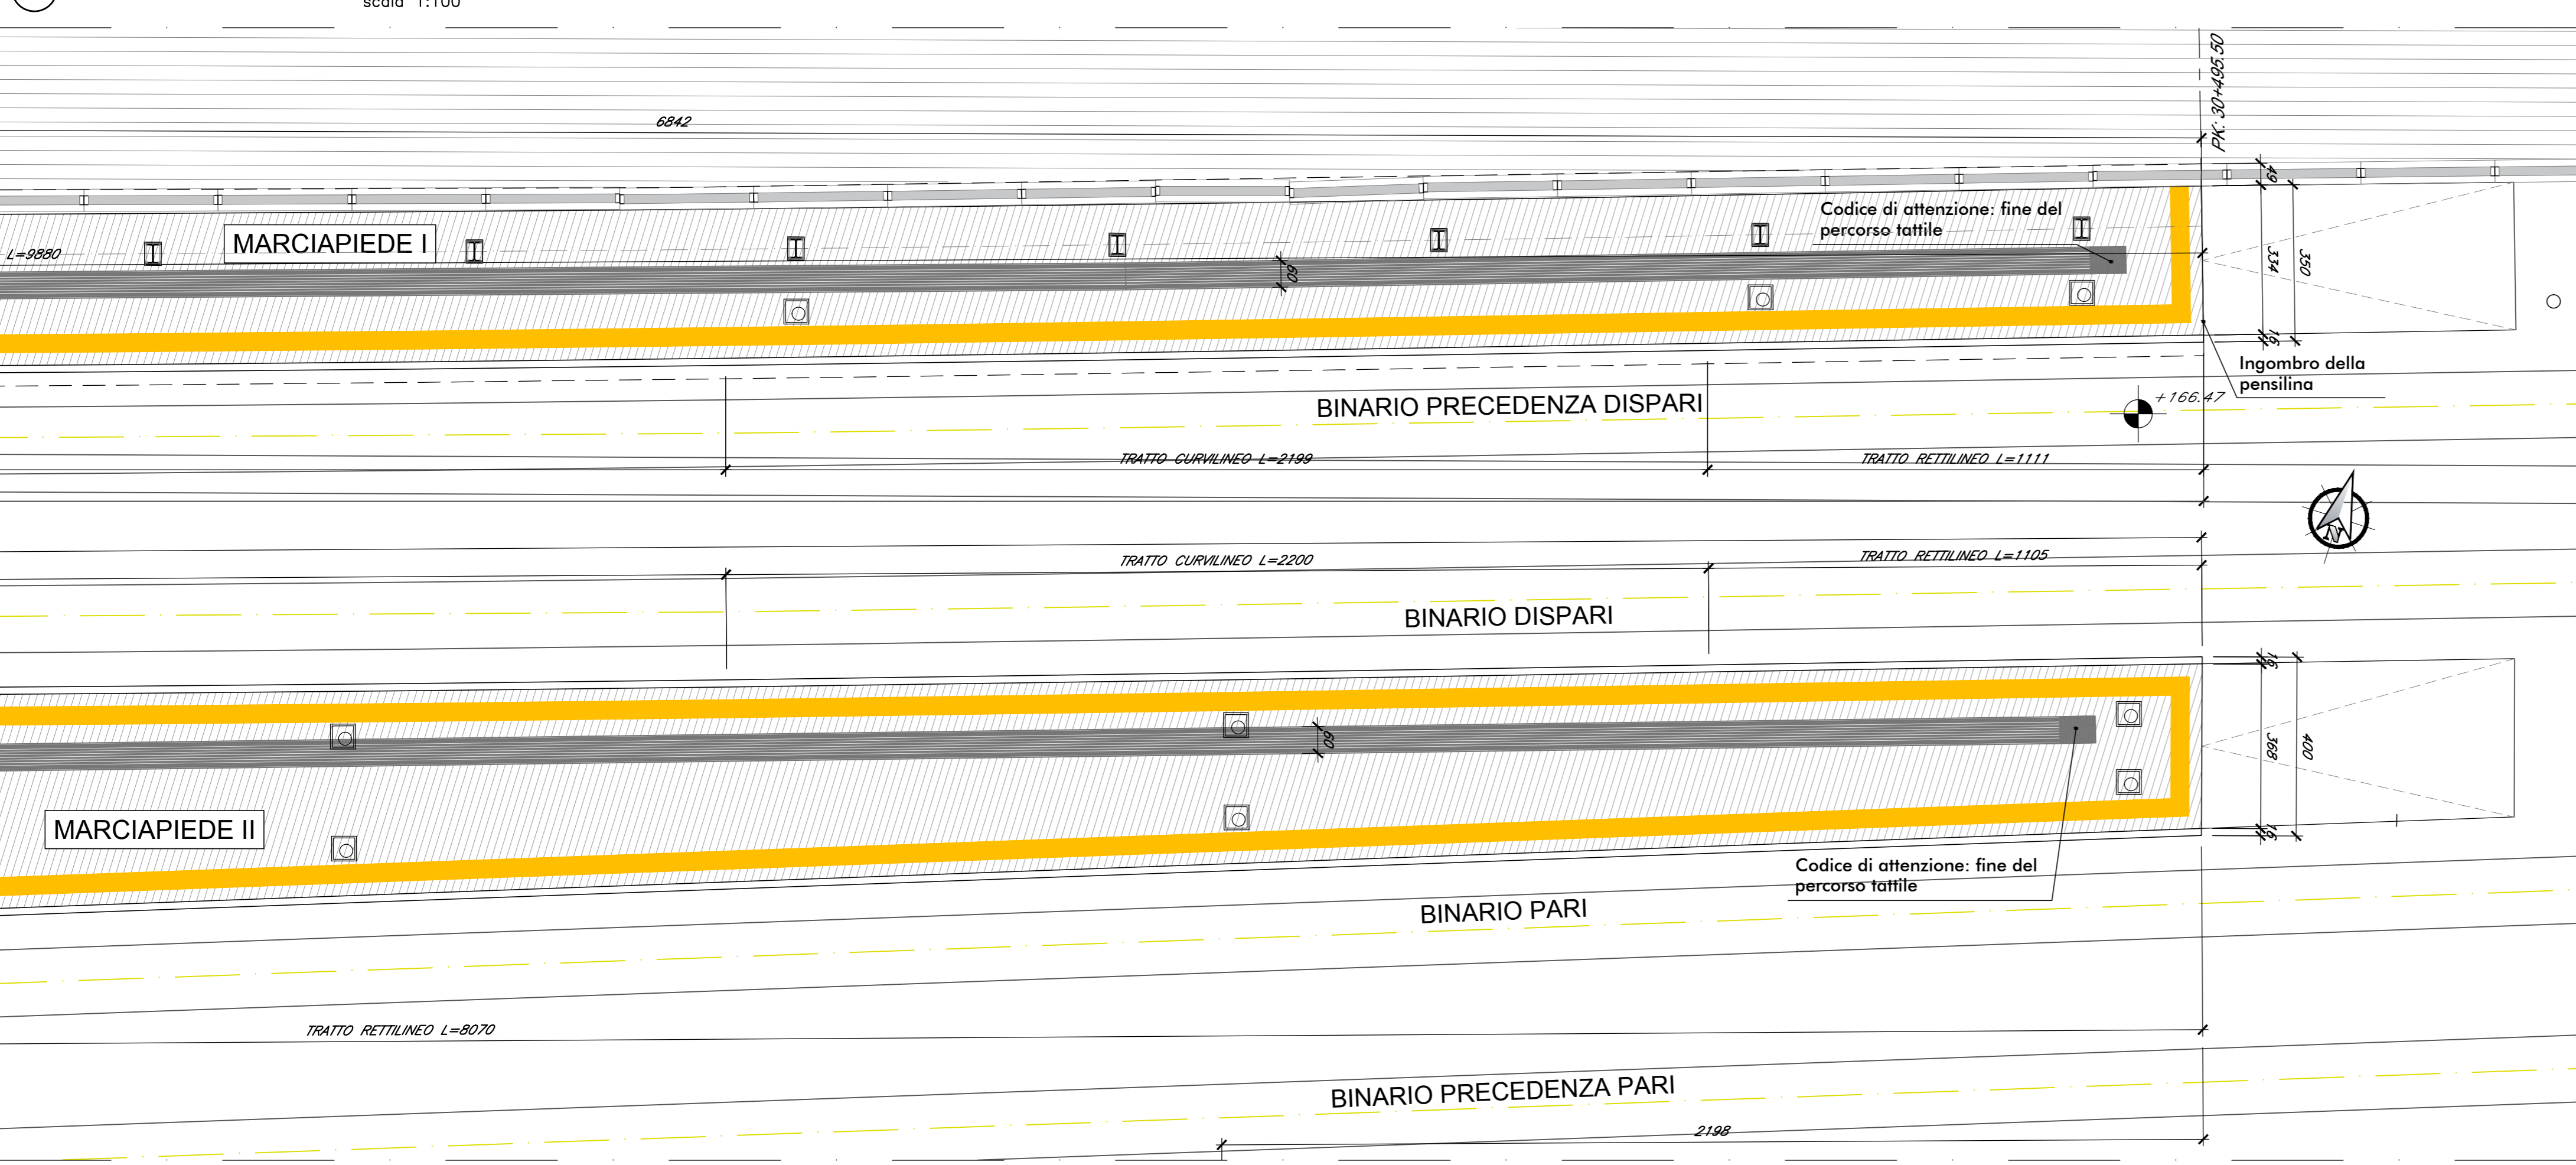 scala 1:100
PK: 30+495.50
6842
49
Codice di attenzione: fine del
percorso tattile
MARCIAPIEDE I
L=9880
60
334
350
16
Ingombro della
pensilina
+166.47
BINARIO PRECEDENZA DISPARI
TRATTO CURVILINEO L=2199
TRATTO RETTILINEO L=1111
N
TRATTO CURVILINEO L=2200
TRATTO RETTILINEO L=1105
BINARIO DISPARI
16
60
368
400
MARCIAPIEDE II
16
Codice di attenzione: fine del
percorso tattile
BINARIO PARI
TRATTO RETTILINEO L=8070
BINARIO PRECEDENZA PARI
2198